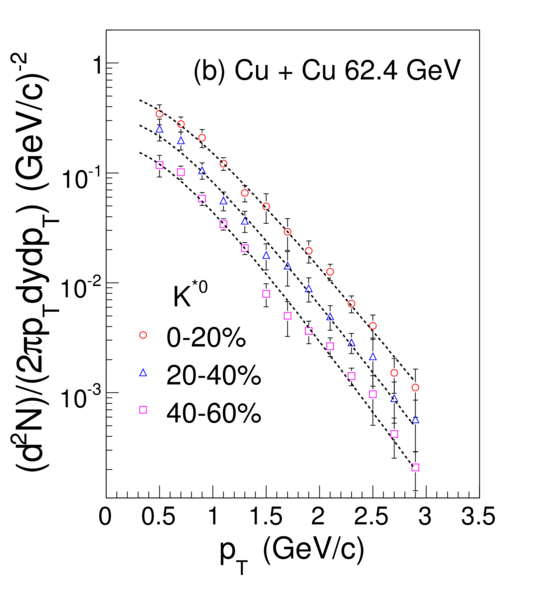 (b) Cu + Cu 62.4 GeV
(d²N)/(2πp_T dydp_T) (GeV/c)⁻²
1
10⁻¹
10⁻²
10⁻³
K*⁰
0-20%
20-40%
40-60%
0 0.5 1 1.5 2 2.5 3 3.5
p_T (GeV/c)